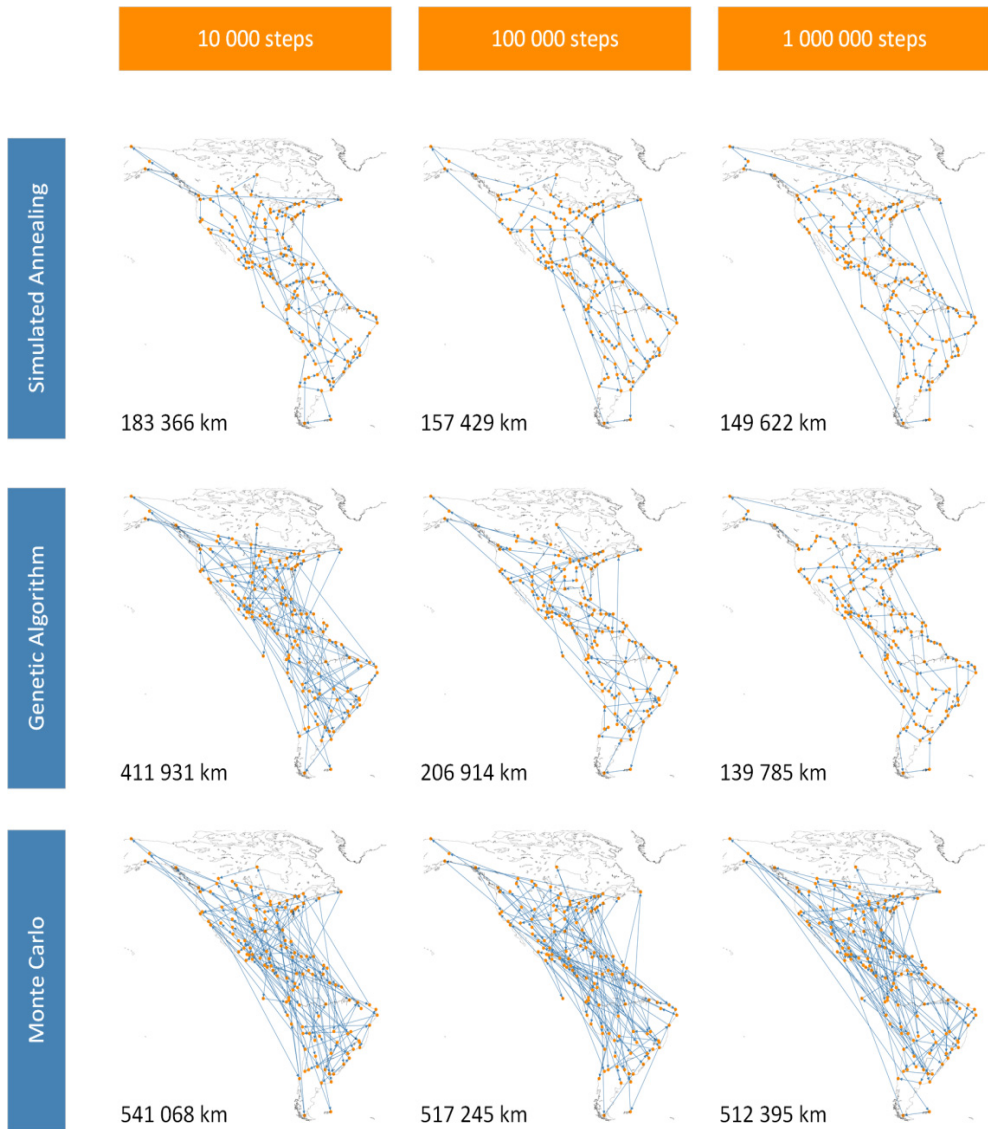 10 000 steps
100 000 steps
1 000 000 steps
Simulated Annealing
183 366 km
157 429 km
149 622 km
Genetic Algorithm
411 931 km
206 914 km
139 785 km
Monte Carlo
541 068 km
517 245 km
512 395 km